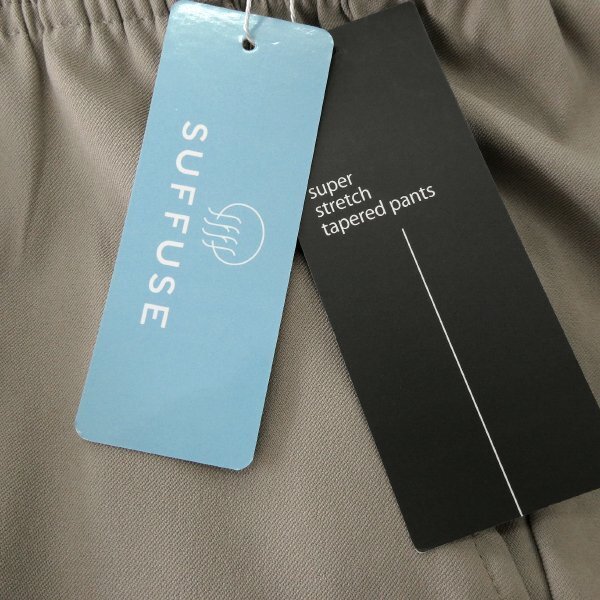 SUFFUSE
super
stretch
tapered pants